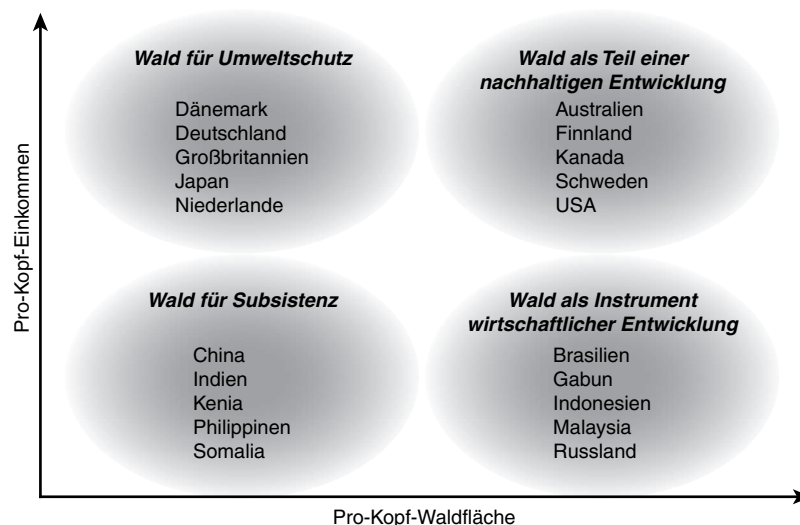 Pro-Kopf-Einkommen
Wald für Umweltschutz
Dänemark
Deutschland
Großbritannien
Japan
Niederlande
Wald als Teil einer
nachhaltigen Entwicklung
Australien
Finnland
Kanada
Schweden
USA
Wald für Subsistenz
China
Indien
Kenia
Philippinen
Somalia
Wald als Instrument
wirtschaftlicher Entwicklung
Brasilien
Gabun
Indonesien
Malaysia
Russland
Pro-Kopf-Waldfläche